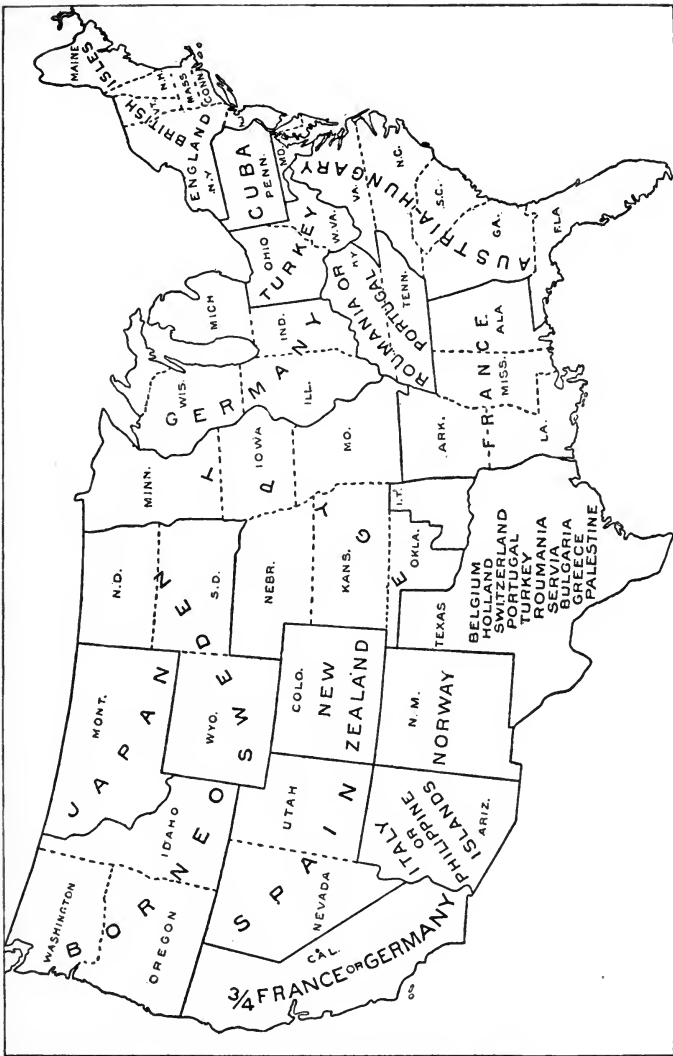 WASHINGTON
OREGON
IDAHO
BORNEO
MONT.
JAPAN
N.D.
S.D.
WYO.
SWEDEN
MINN.
IOWA
MO.
NEBR.
KANS.
OKLA.
I.T.
EGYPT
WIS.
MICH
ILL.
IND.
GERMANY
OHIO
W.VA.
TURKEY
MAINE
V.T.
N.H.
MASS
CONN
BRITISH
ISLES
ENGLAND
N.Y
N.J
CUBA
PENN.
MD.
VA.
N.C.
S.C.
GA.
FLA
AUSTRIA-HUNGARY
KY
TENN.
ROUMANIA OR
PORTUGAL
ARK.
LA.
MISS.
ALA
FRANCE.
NEVADA
UTAH
SPAIN
COLO.
NEW
ZEALAND
CAL.
3/4 FRANCE OR GERMANY
ITALY
OR
PHILIPPINE
ISLANDS
ARIZ.
N.M.
NORWAY
TEXAS
BELGIUM
HOLLAND
SWITZERLAND
PORTUGAL
TURKEY
ROUMANIA
SERVIA
BULGARIA
GREECE
PALESTINE